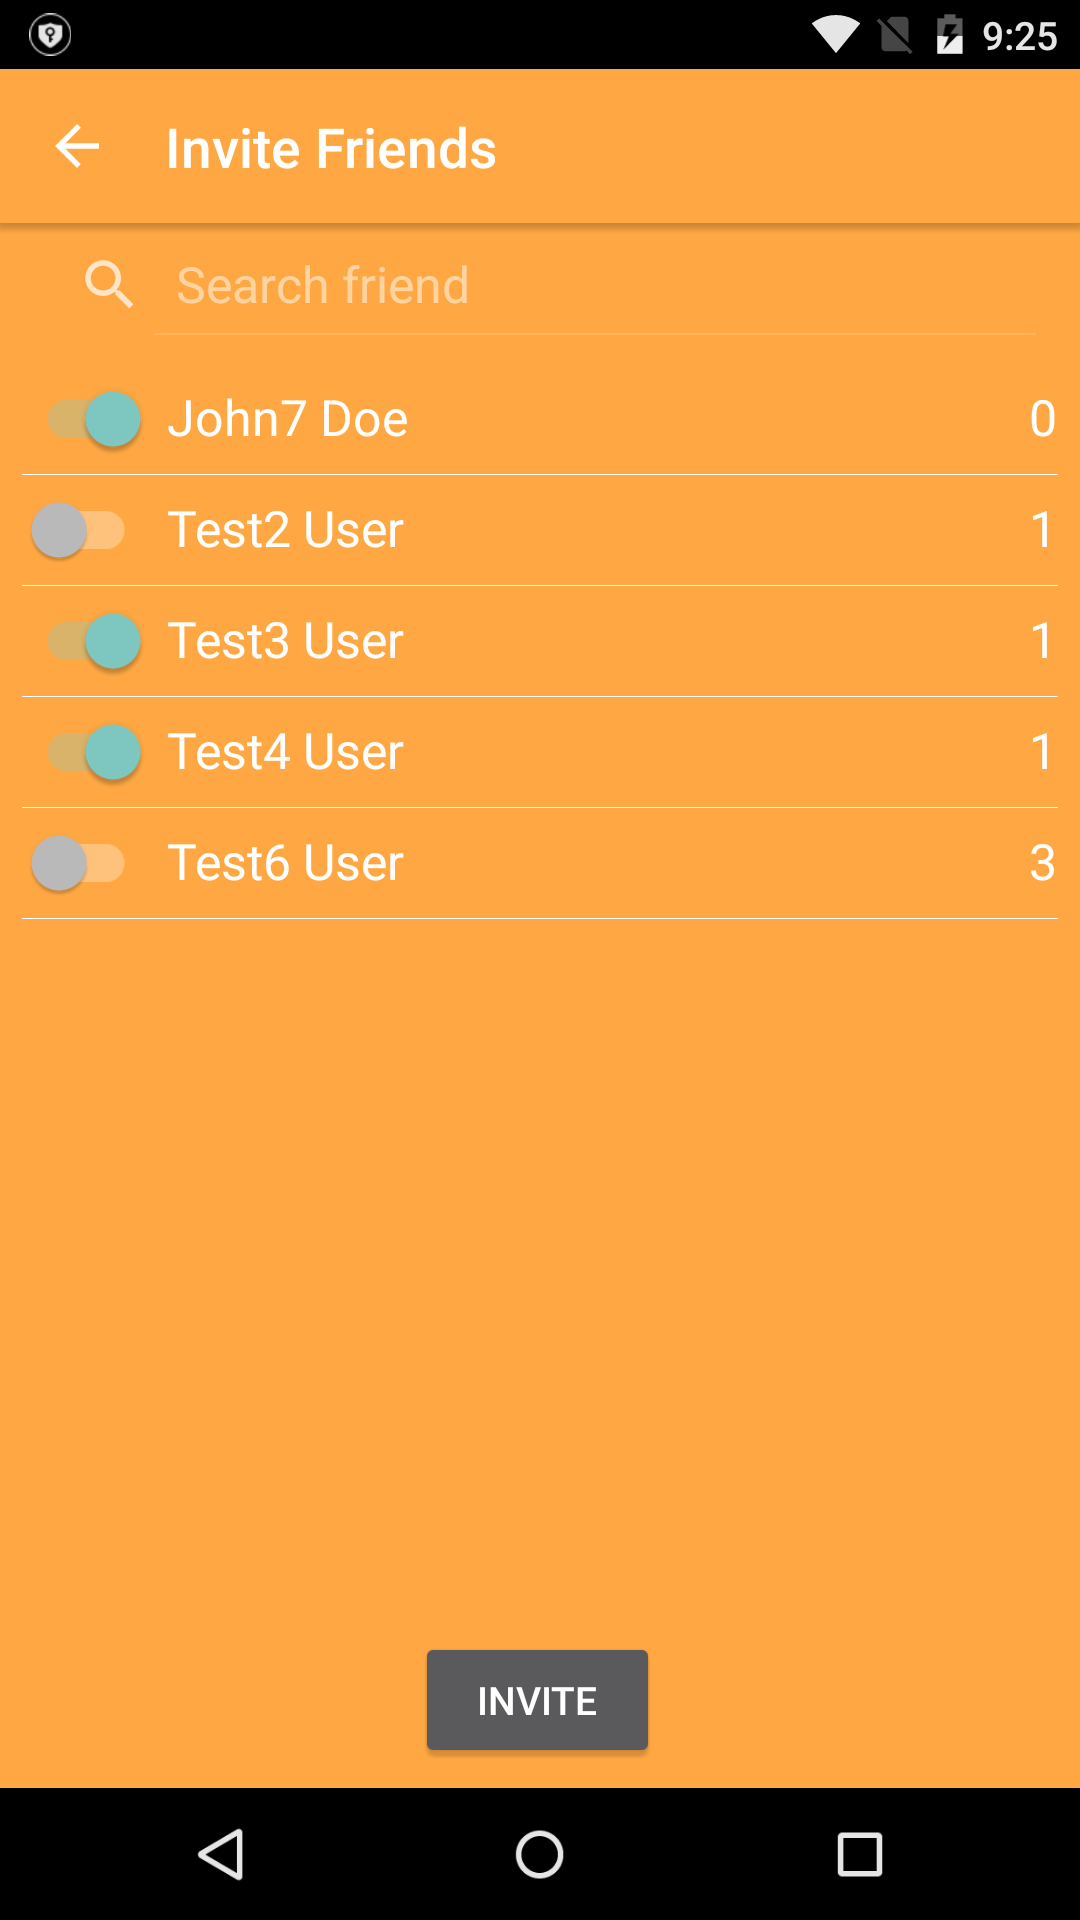 9:25
Invite Friends
Search friend
John7 Doe 0
Test2 User 1
Test3 User 1
Test4 User 1
Test6 User 3
INVITE